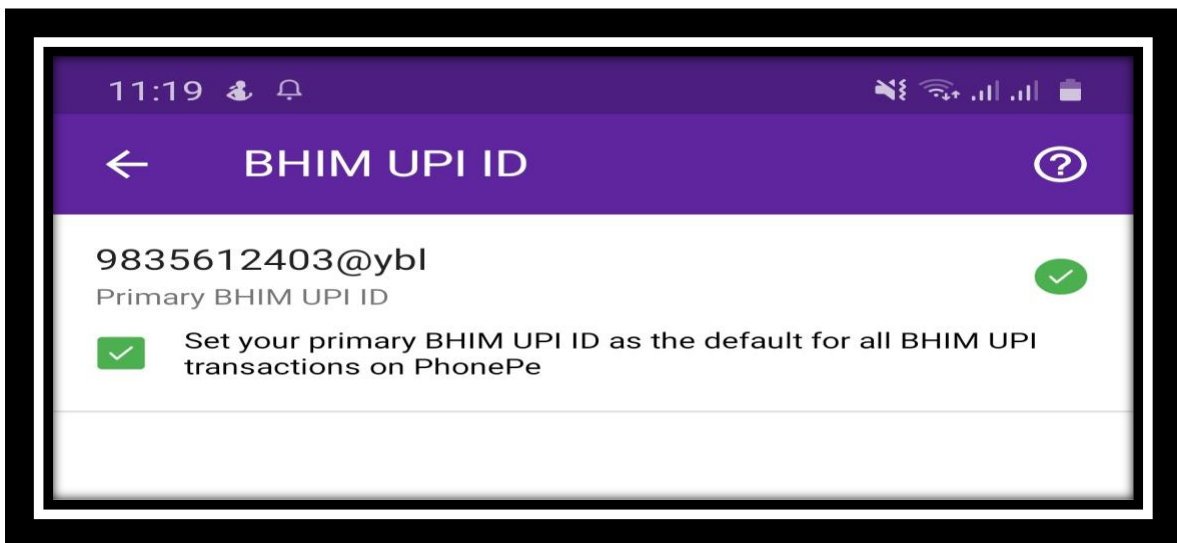 11:19
BHIM UPI ID
9835612403@ybl
Primary BHIM UPI ID
Set your primary BHIM UPI ID as the default for all BHIM UPI
transactions on PhonePe